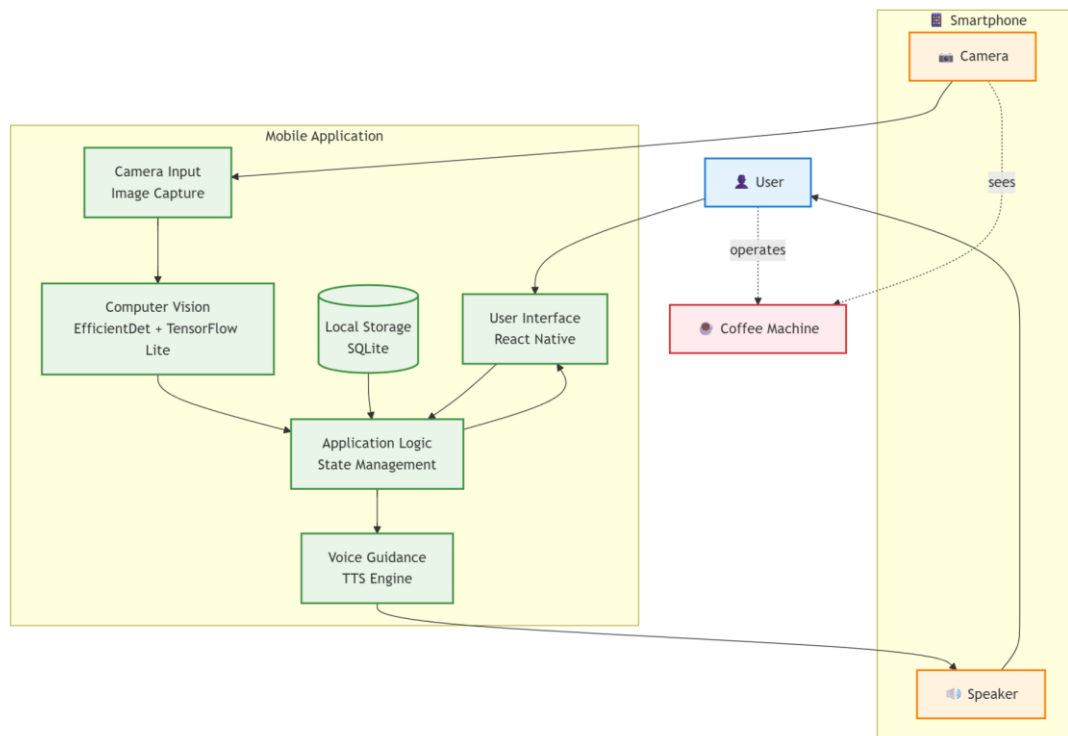 Smartphone
Camera
Mobile Application
Camera Input
Image Capture
User
sees
operates
Computer Vision
EfficientDet + TensorFlow
Lite
Local Storage
SQLite
User Interface
React Native
Coffee Machine
Application Logic
State Management
Voice Guidance
TTS Engine
Speaker